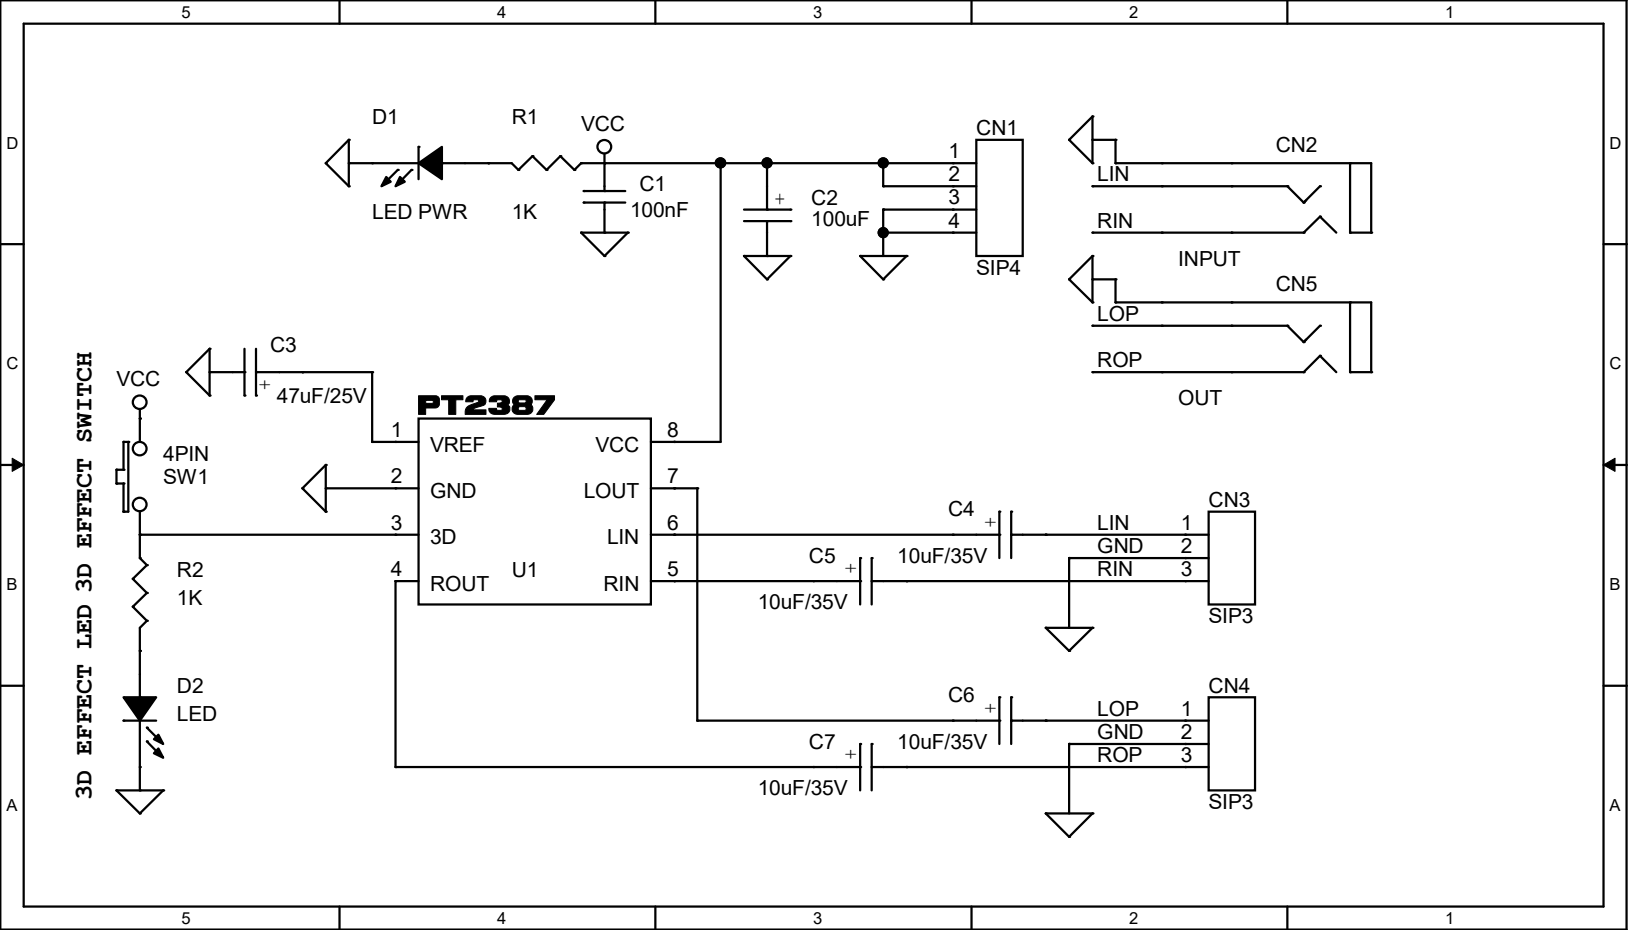 5 4 3 2 1
D D
C C
B B
A A
D1 R1 VCC CN1
LED PWR 1K
C1
100nF
C2
100uF
1
2
3
4
SIP4
CN2
LIN
RIN
INPUT
CN5
LOP
ROP
OUT
3D EFFECT LED 3D EFFECT SWITCH
VCC
4PIN
SW1
C3
47uF/25V
PT2387
1 VREF VCC 8
2 GND LOUT 7
3 3D LIN 6
4 ROUT U1 RIN 5
R2
1K
D2
LED
C4
10uF/35V
C5
10uF/35V
CN3
LIN 1
GND 2
RIN 3
SIP3
C6
10uF/35V
C7
10uF/35V
CN4
LOP 1
GND 2
ROP 3
SIP3
5 4 3 2 1